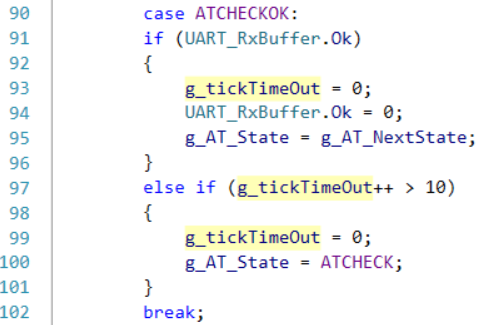 90 case ATCHECKOK:
91 if (UART_RxBuffer.Ok)
92 {
93 g_tickTimeOut = 0;
94 UART_RxBuffer.Ok = 0;
95 g_AT_State = g_AT_NextState;
96 }
97 else if (g_tickTimeOut++ > 10)
98 {
99 g_tickTimeOut = 0;
100 g_AT_State = ATCHECK;
101 }
102 break;